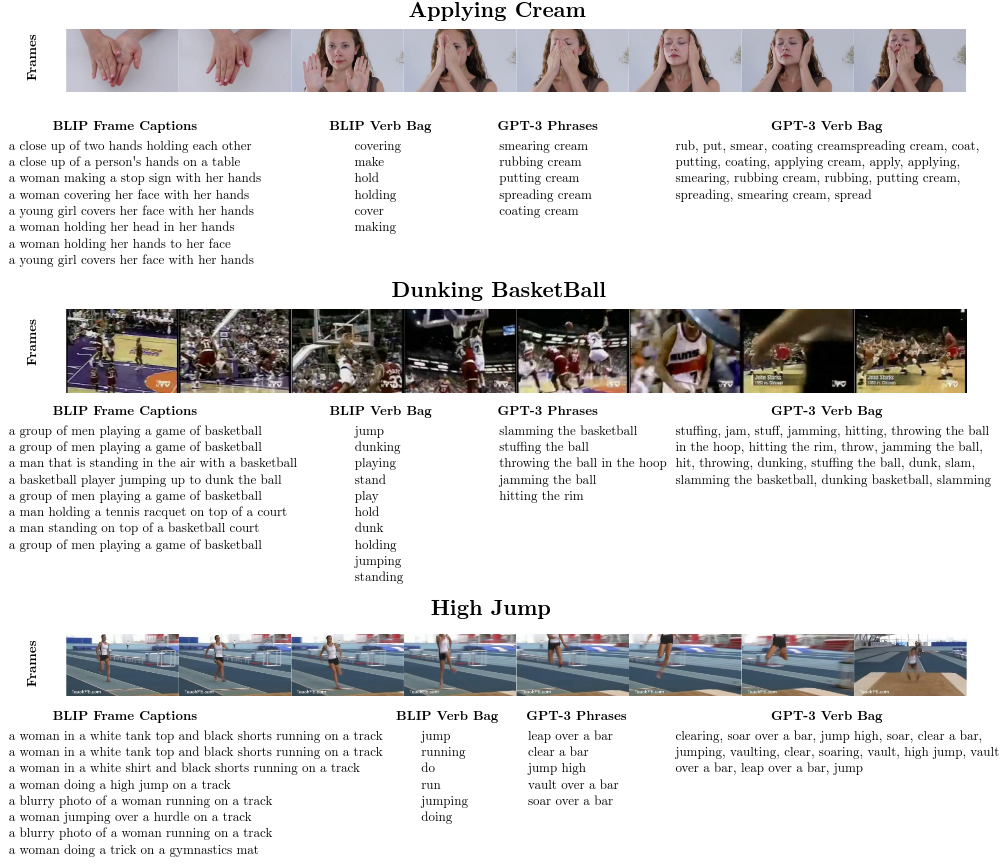 Applying Cream
Frames
BLIP Frame Captions
a close up of two hands holding each other
a close up of a person's hands on a table
a woman making a stop sign with her hands
a woman covering her face with her hands
a young girl covers her face with her hands
a woman holding her head in her hands
a woman holding her hands to her face
a young girl covers her face with her hands
BLIP Verb Bag
covering
make
hold
holding
cover
making
GPT-3 Phrases
smearing cream
rubbing cream
putting cream
spreading cream
coating cream
GPT-3 Verb Bag
rub, put, smear, coating creamspreading cream, coat,
putting, coating, applying cream, apply, applying,
smearing, rubbing cream, rubbing, putting cream,
spreading, smearing cream, spread
Dunking BasketBall
Frames
SUNS
John Starks
BLIP Frame Captions
a group of men playing a game of basketball
a group of men playing a game of basketball
a man that is standing in the air with a basketball
a basketball player jumping up to dunk the ball
a group of men playing a game of basketball
a man holding a tennis racquet on top of a court
a man standing on top of a basketball court
a group of men playing a game of basketball
BLIP Verb Bag
jump
dunking
playing
stand
play
hold
dunk
holding
jumping
standing
GPT-3 Phrases
slamming the basketball
stuffing the ball
throwing the ball in the hoop
jamming the ball
hitting the rim
GPT-3 Verb Bag
stuffing, jam, stuff, jamming, hitting, throwing the ball
in the hoop, hitting the rim, throw, jamming the ball,
hit, throwing, dunking, stuffing the ball, dunk, slam,
slamming the basketball, dunking basketball, slamming
High Jump
Frames
BLIP Frame Captions
a woman in a white tank top and black shorts running on a track
a woman in a white tank top and black shorts running on a track
a woman in a white shirt and black shorts running on a track
a woman doing a high jump on a track
a blurry photo of a woman running on a track
a woman jumping over a hurdle on a track
a blurry photo of a woman running on a track
a woman doing a trick on a gymnastics mat
BLIP Verb Bag
jump
running
do
run
jumping
doing
GPT-3 Phrases
leap over a bar
clear a bar
jump high
vault over a bar
soar over a bar
GPT-3 Verb Bag
clearing, soar over a bar, jump high, soar, clear a bar,
jumping, vaulting, clear, soaring, vault, high jump, vault
over a bar, leap over a bar, jump